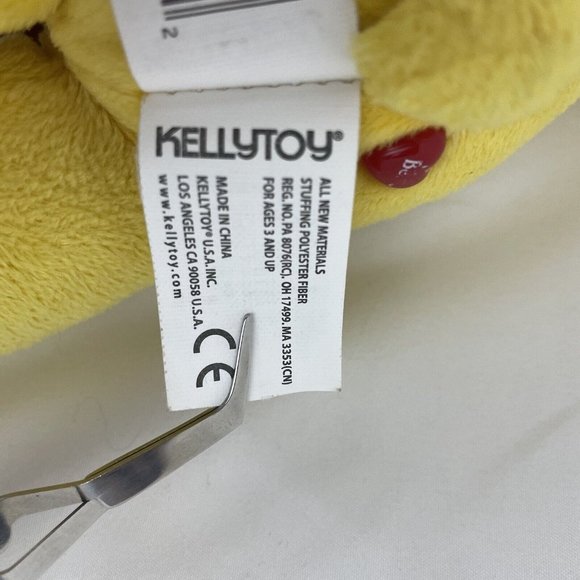 2
KELLYTOY®
ALL NEW MATERIALS
STUFFING POLYESTER FIBER
REG. NO. PA 8076(RC), OH 17499. MA 3353(CN)
FOR AGES 3 AND UP
MADE IN CHINA
KELLYTOY® U.S.A. INC.
LOS ANGELES CA 90058 U.S.A.
www.kellytoy.com
CE